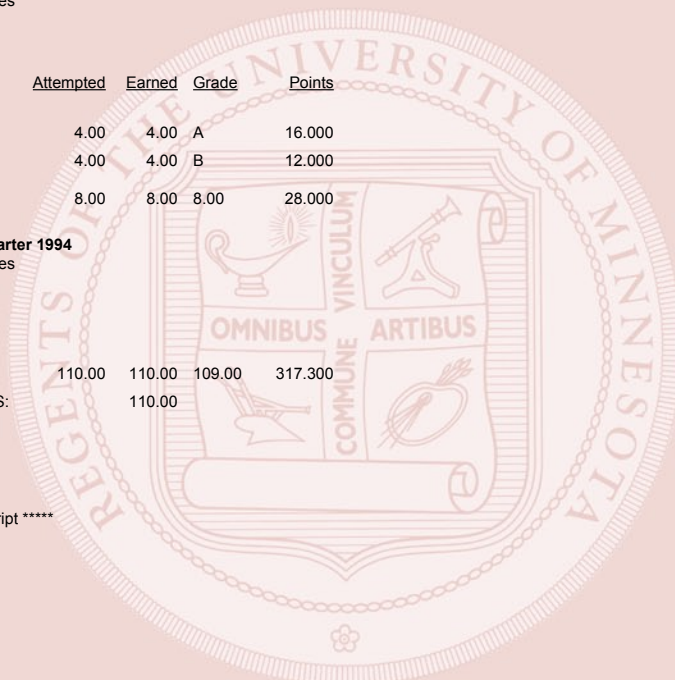 es
Attempted Earned Grade Points
4.00 4.00 A 16.000
4.00 4.00 B 12.000
8.00 8.00 8.00 28.000
arter 1994
es
110.00 110.00 109.00 317.300
S: 110.00
ript *****
REGENTS OF THE UNIVERSITY OF MINNESOTA
OMNIBUS ARTIBUS
COMMUNE VINCULUM